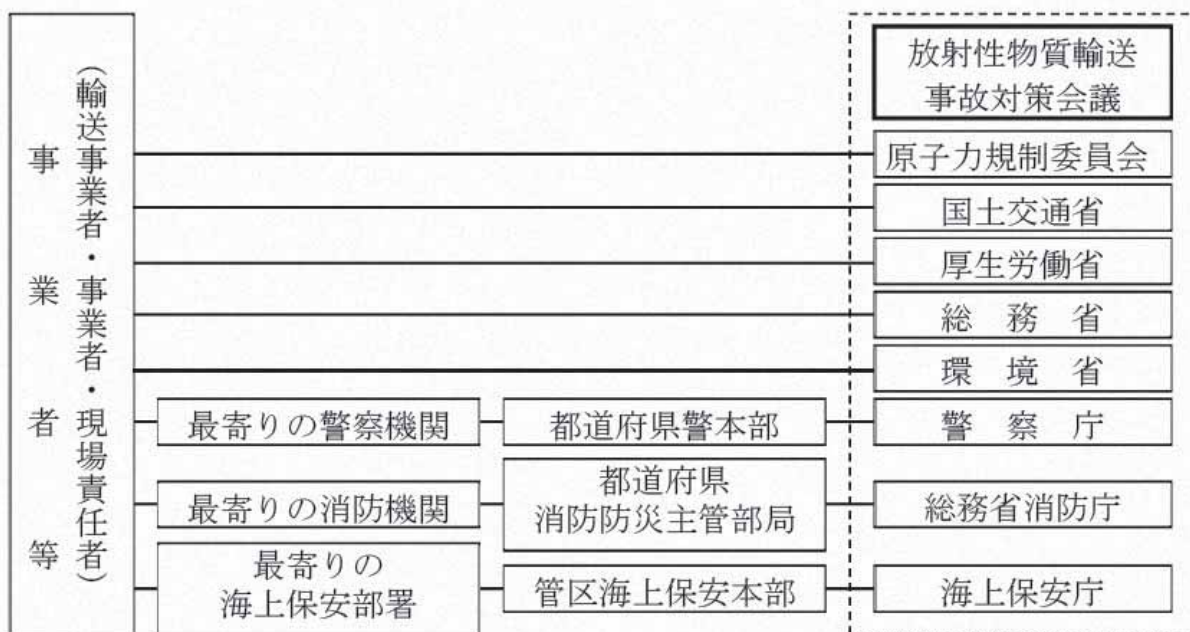 事業者等
(輸送事業者・事業者・現場責任者)
放射性物質輸送
事故対策会議
原子力規制委員会
国土交通省
厚生労働省
総務省
環境省
最寄りの警察機関
都道府県警本部
警察庁
最寄りの消防機関
都道府県
消防防災主管部局
総務省消防庁
最寄りの
海上保安部署
管区海上保安本部
海上保安庁